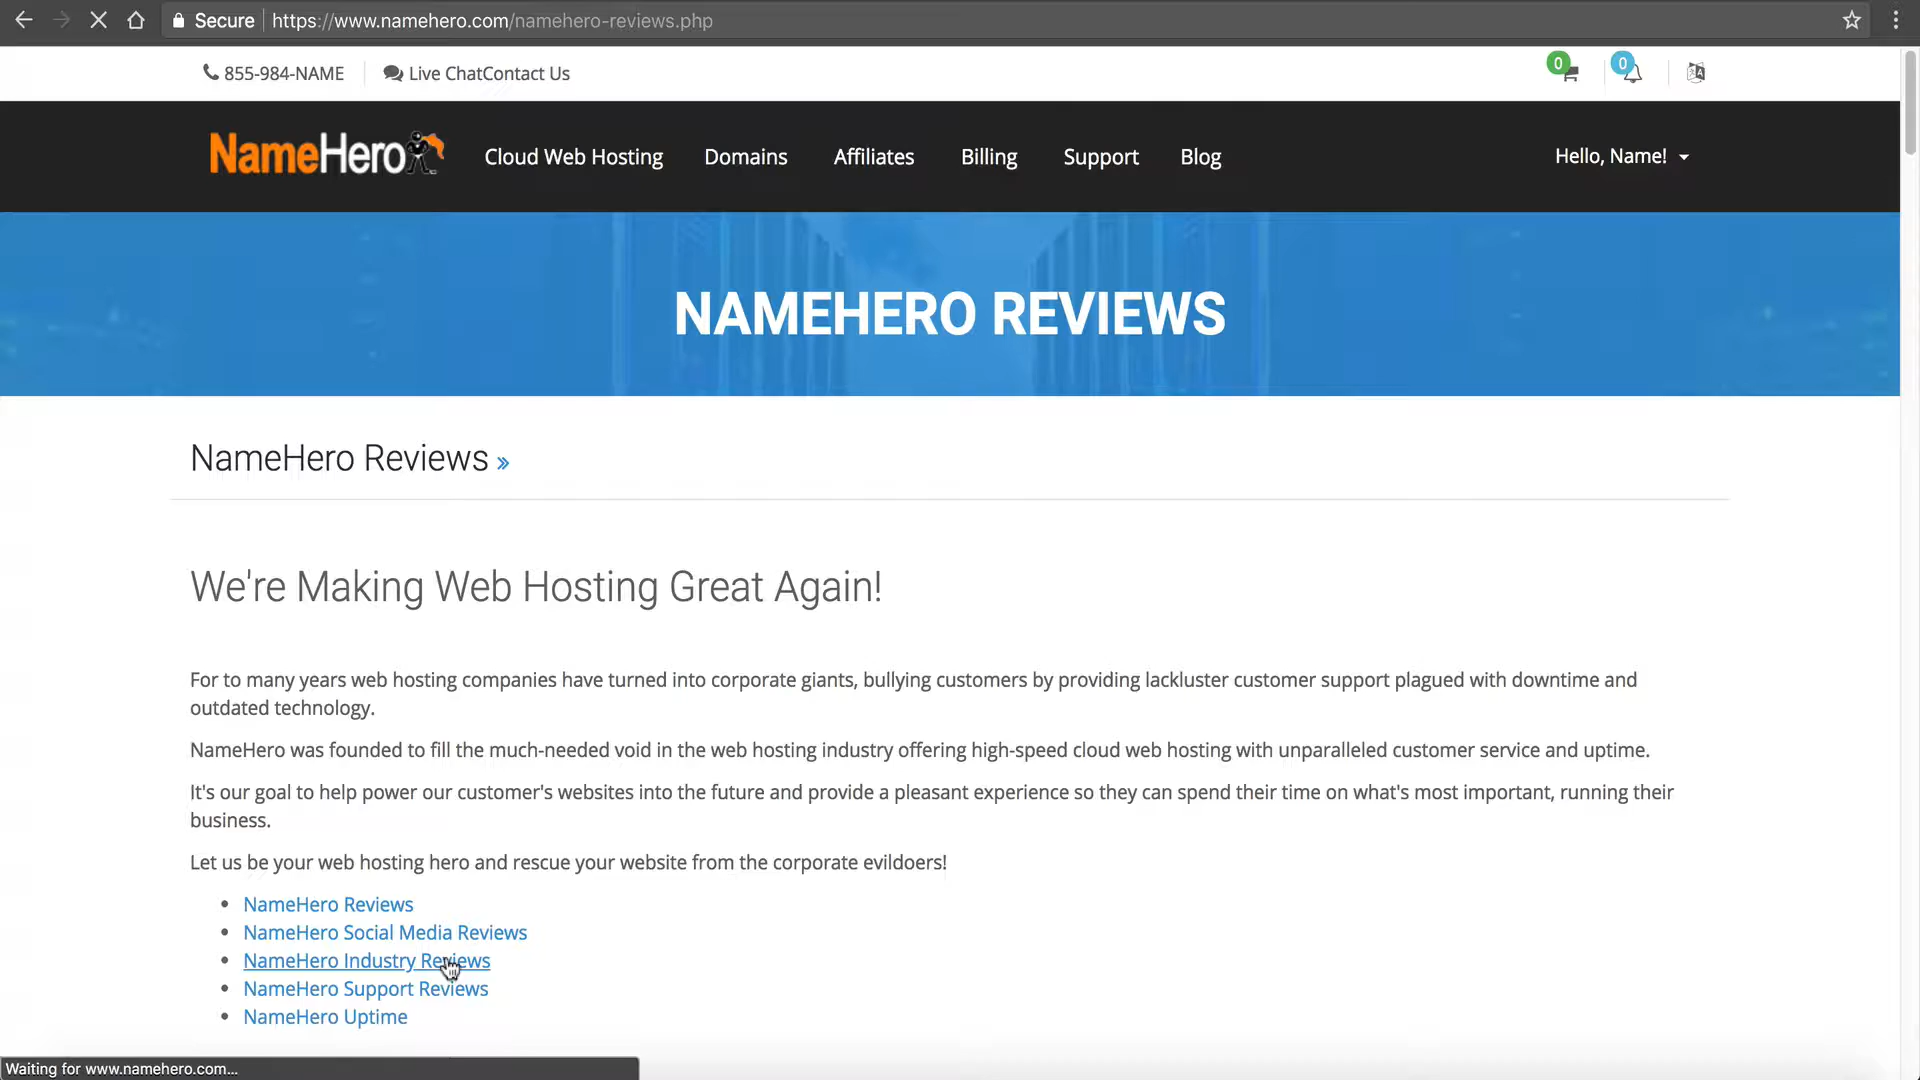 Secure https://www.namehero.com/namehero-reviews.php
855-984-NAME Live ChatContact Us 0 0
NameHero Cloud Web Hosting Domains Affiliates Billing Support Blog Hello, Name!
NAMEHERO REVIEWS
NameHero Reviews »
We're Making Web Hosting Great Again!
For to many years web hosting companies have turned into corporate giants, bullying customers by providing lackluster customer support plagued with downtime and
outdated technology.
NameHero was founded to fill the much-needed void in the web hosting industry offering high-speed cloud web hosting with unparalleled customer service and uptime.
It's our goal to help power our customer's websites into the future and provide a pleasant experience so they can spend their time on what's most important, running their
business.
Let us be your web hosting hero and rescue your website from the corporate evildoers!
• NameHero Reviews
• NameHero Social Media Reviews
• NameHero Industry Reviews
• NameHero Support Reviews
• NameHero Uptime
Waiting for www.namehero.com...